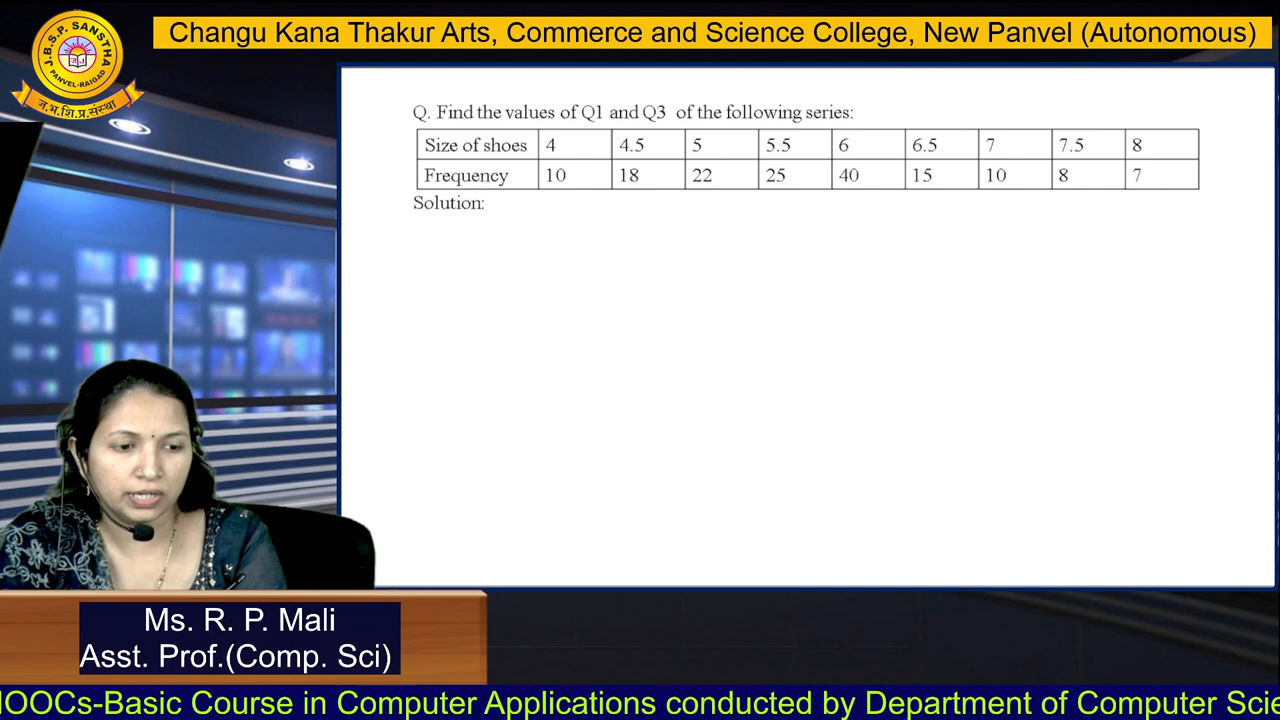 Changu Kana Thakur Arts, Commerce and Science College, New Panvel (Autonomous)
J.B.S.P. SANSTHA
PANVEL-RAIGAD
ज.भ.शि.प्र.संस्था
Q. Find the values of Q1 and Q3 of the following series:
Size of shoes 4 4.5 5 5.5 6 6.5 7 7.5 8
Frequency 10 18 22 25 40 15 10 8 7
Solution:
Ms. R. P. Mali
Asst. Prof.(Comp. Sci)
IOOCs-Basic Course in Computer Applications conducted by Department of Computer Scie